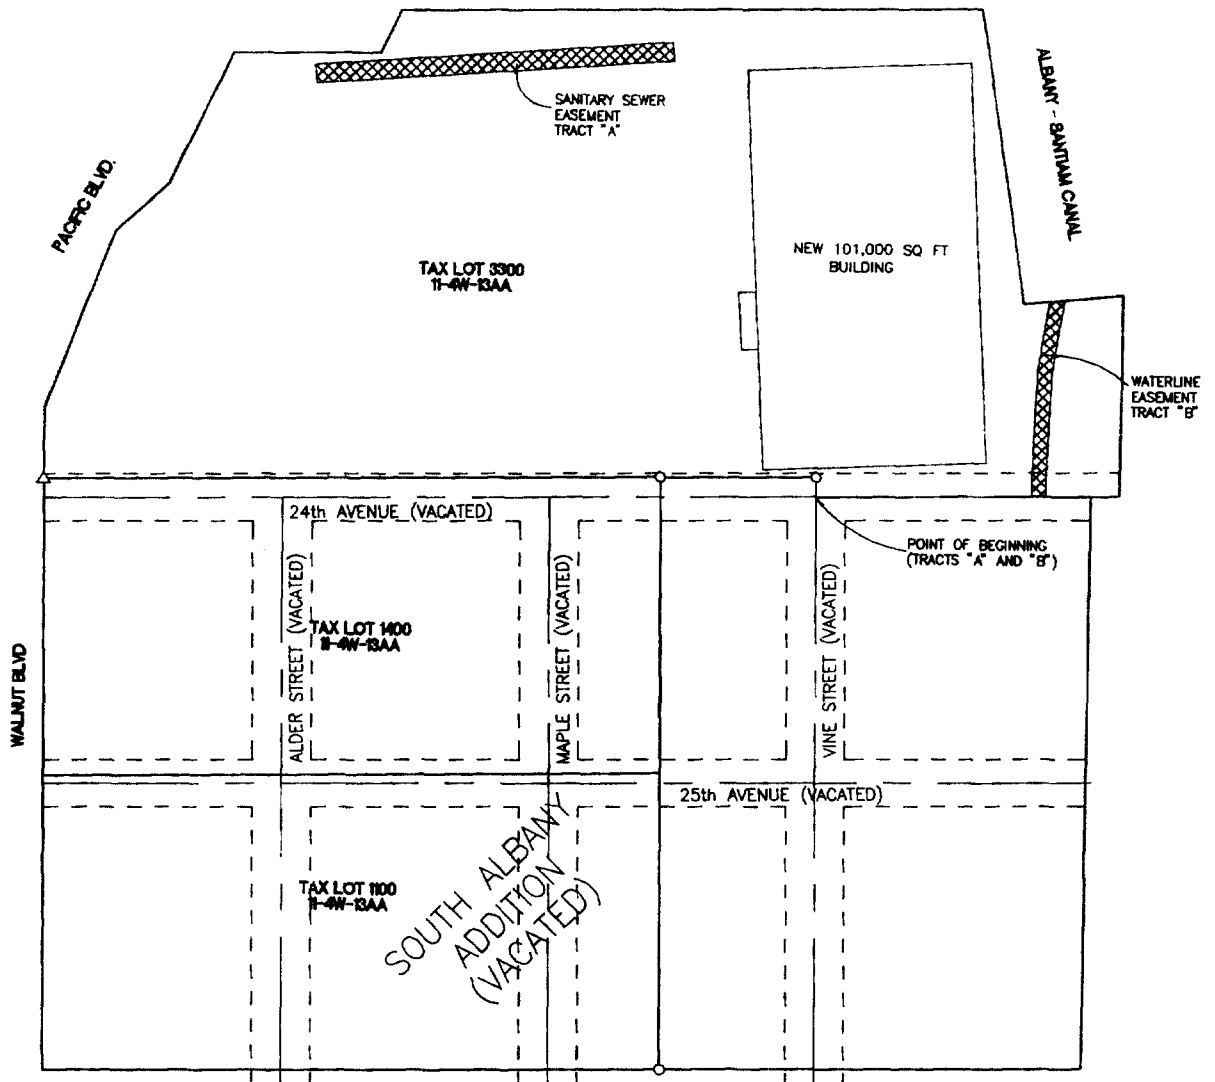 SANITARY SEWER
EASEMENT
TRACT "A"
ALBANY - SANTIAM CANAL
PACIFIC BLVD.
NEW 101,000 SQ FT
BUILDING
TAX LOT 3300
11-4W-13AA
WATERLINE
EASEMENT
TRACT "B"
24th AVENUE (VACATED)
POINT OF BEGINNING
(TRACTS "A" AND "B")
ALDER STREET (VACATED)
MAPLE STREET (VACATED)
VINE STREET (VACATED)
TAX LOT 1400
11-4W-13AA
WALNUT BLVD
25th AVENUE (VACATED)
TAX LOT 1100
11-4W-13AA
SOUTH ALBANY
ADDITION
(VACATED)